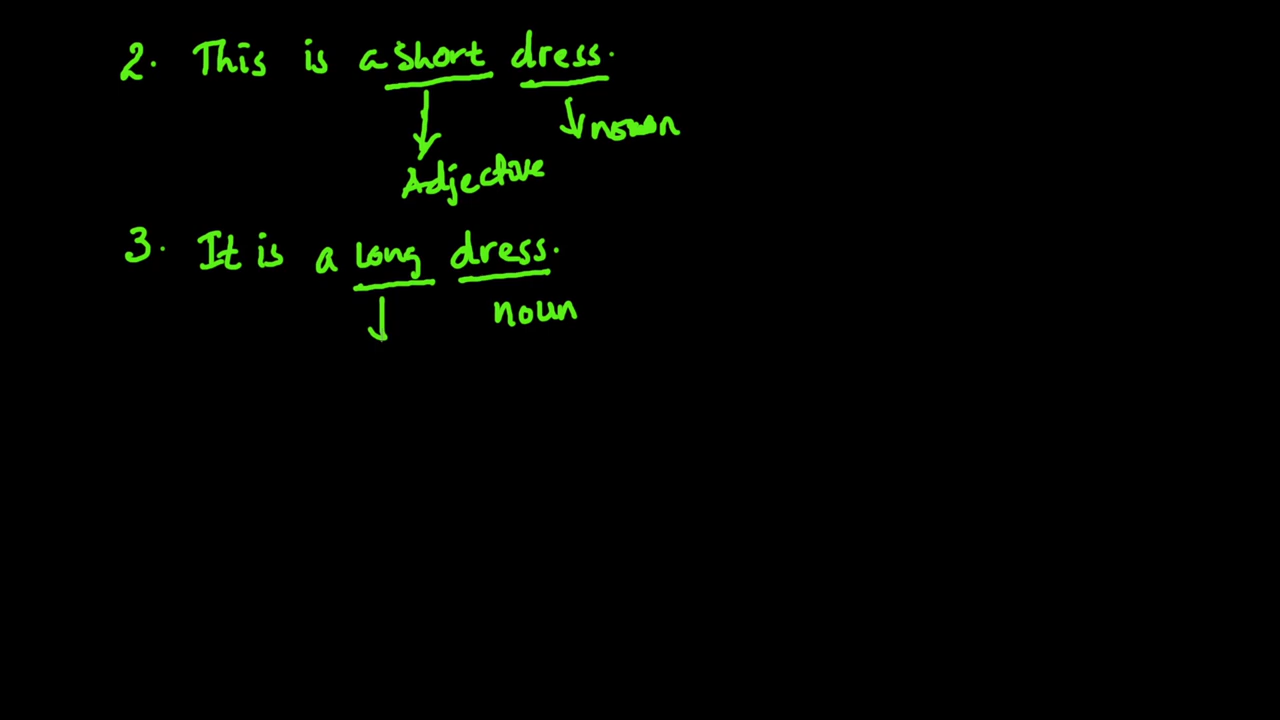 2. This is a short dress.
noun
Adjective
3. It is a long dress.
noun